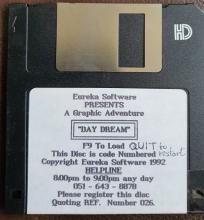 HD
Eureka Software
PRESENTS
A Graphic Adventure
"DAY DREAM"
F9 To Load QUIT to restart
This Disc is code Numbered
Copyright Eureka Software 1992
HELPLINE
8:00pm to 9:00pm any day
051 - 643 - 8878
Please register this disc
Quoting REF. Number 026.